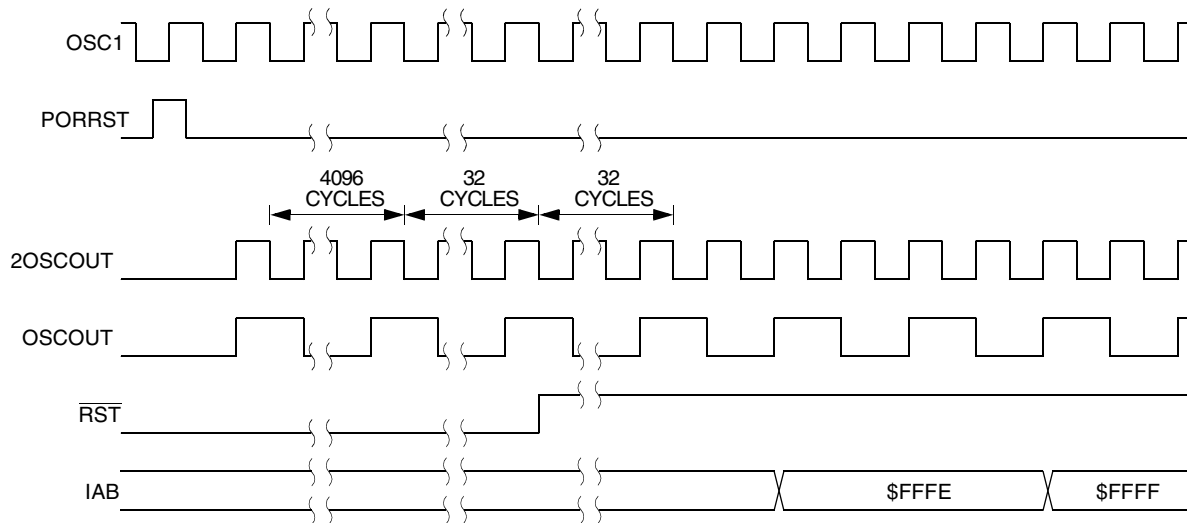 OSC1
PORRST
4096
CYCLES
32
CYCLES
32
CYCLES
2OSCOUT
OSCOUT
RST
IAB
$FFFE
$FFFF